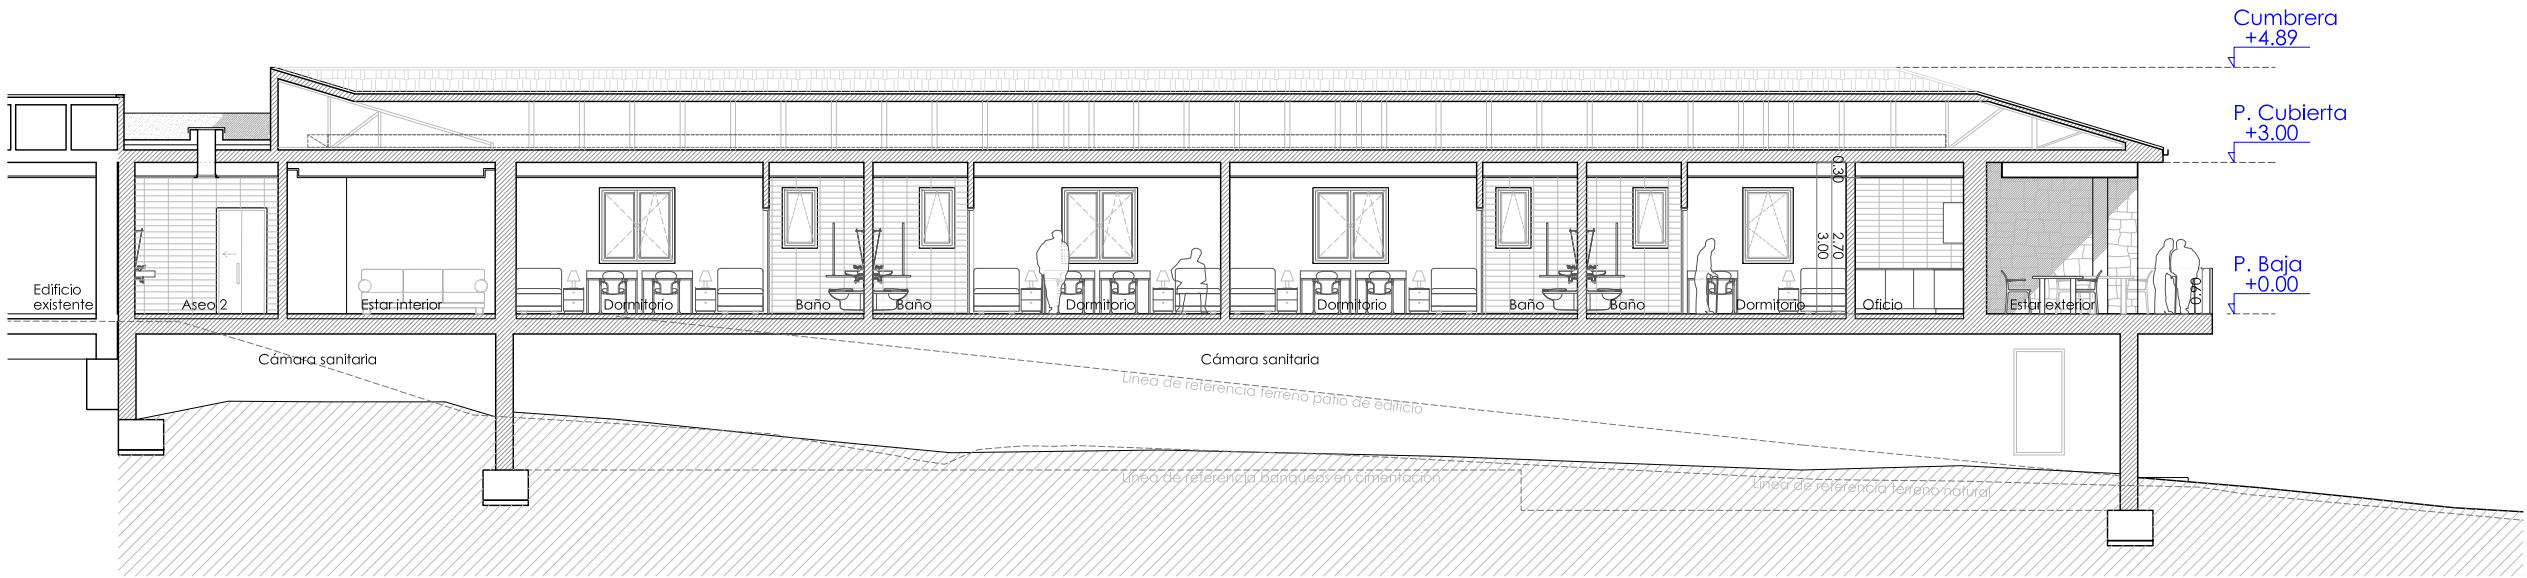 Cumbrera
+4.89
P. Cubierta
+3.00
0.30
2.70
3.00
P. Baja
+0.00
0.90
Edificio
existente
Aseo 2
Estar interior
Dormitorio
Baño
Baño
Dormitorio
Dormitorio
Baño
Baño
Dormitorio
Oficio
Estar exterior
Cámara sanitaria
Cámara sanitaria
Línea de referencia terreno patio de edificio
Línea de referencia banqueos en cimentación
Línea de referencia terreno natural